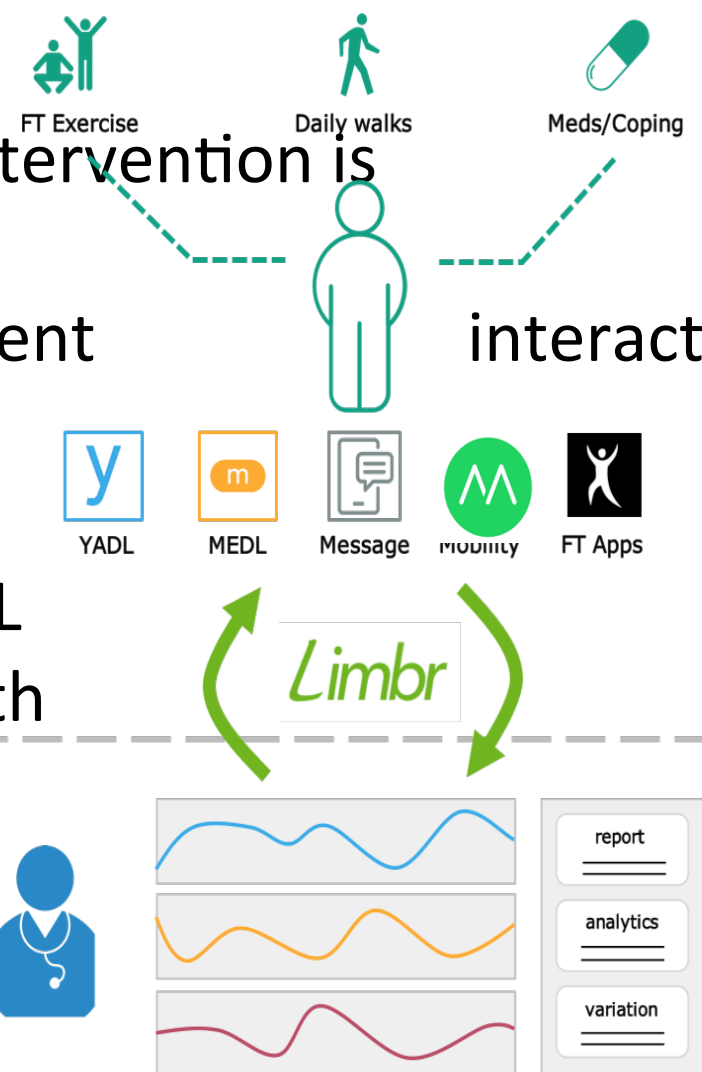 FT Exercise Daily walks Meds/Coping
tervention is
ent interact
y m
YADL MEDL Message Mobility FT Apps
L
Limbr
th
report
analytics
variation